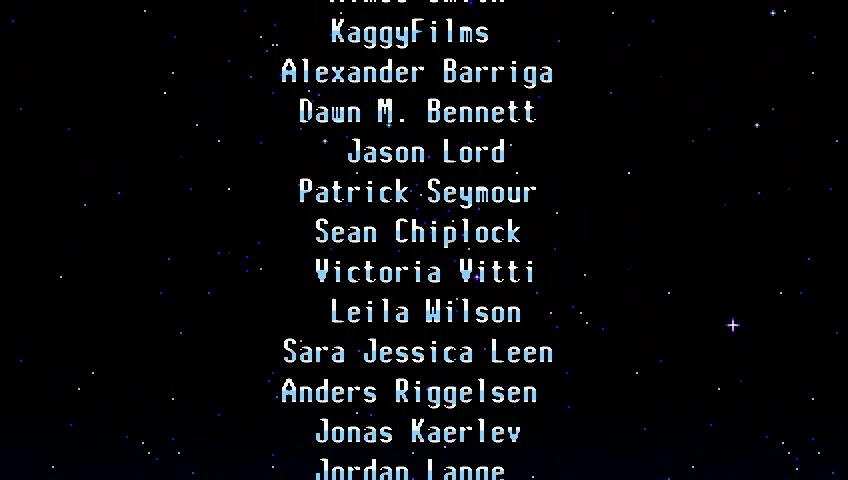 KaggyFilms
Alexander Barriga
Dawn M. Bennett
Jason Lord
Patrick Seymour
Sean Chiplock
Victoria Vitti
Leila Wilson
Sara Jessica Leen
Anders Riggelsen
Jonas Kaerlev
Jordan Lange